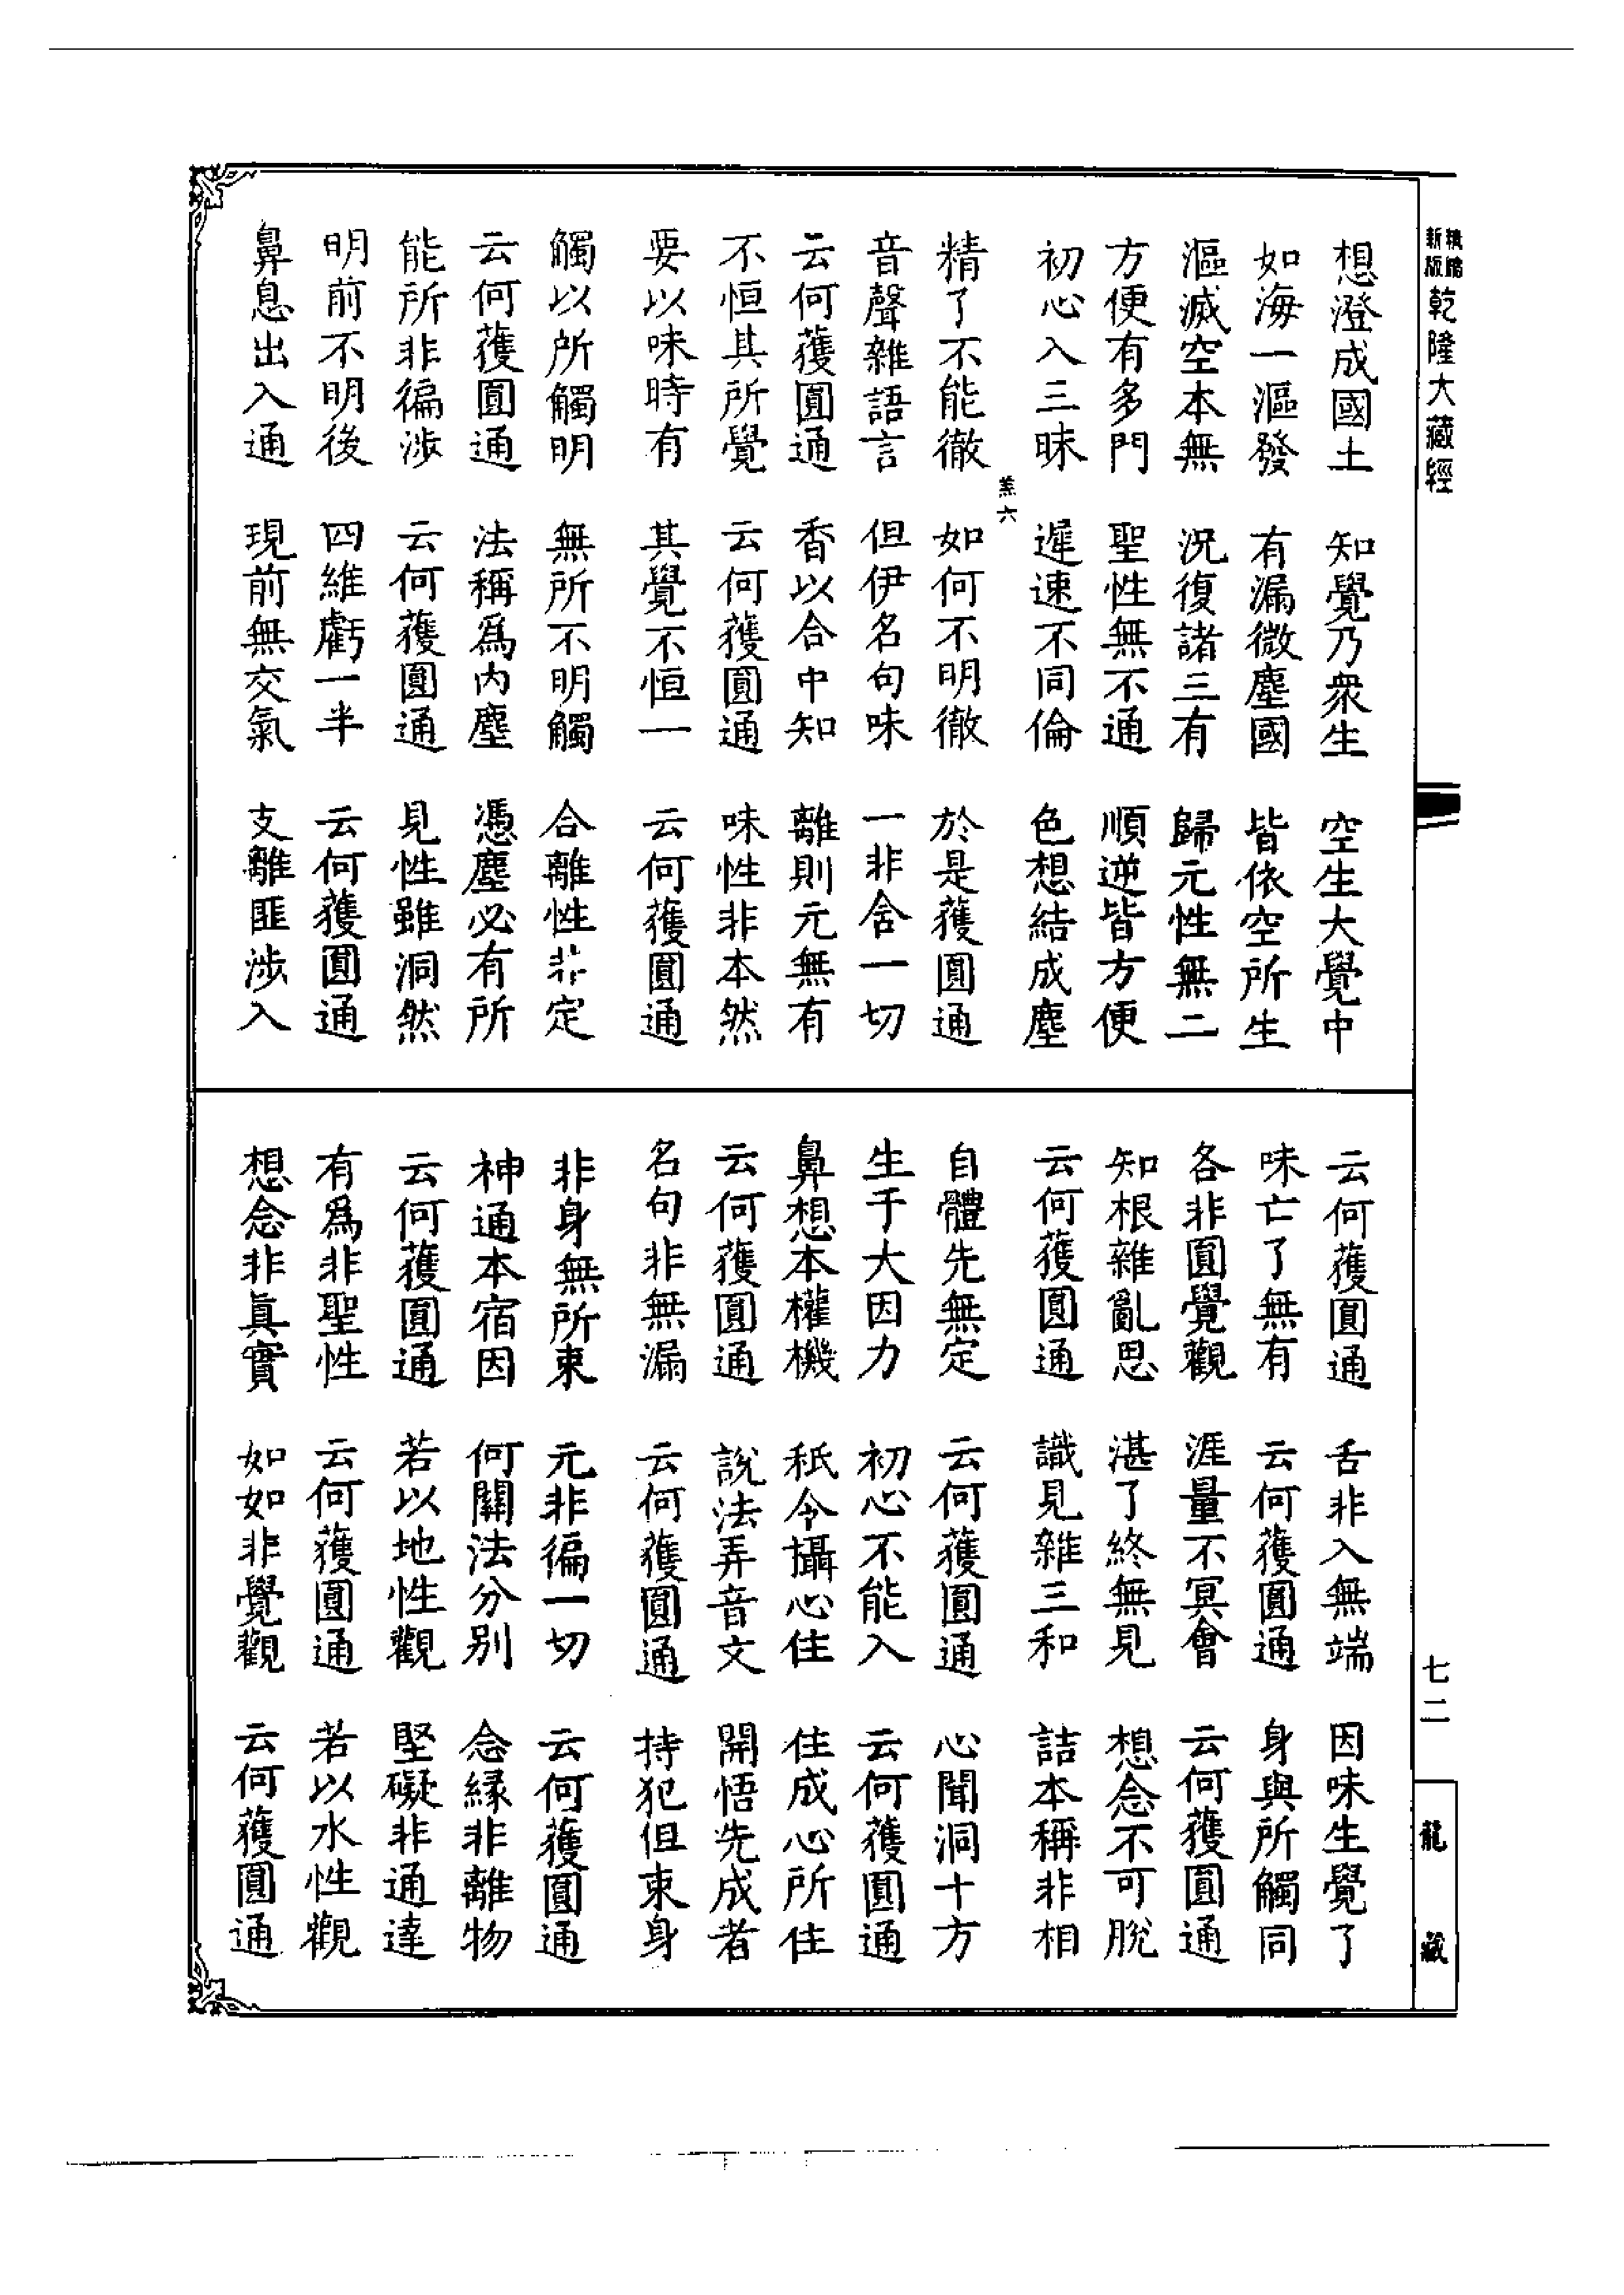 精縮
新版
乾隆大藏經
想澄成國土　知覺乃衆生　空生大覺中
如海一漚發　有漏微塵國　皆依空所生
漚滅空本無　況復諸三有　歸元性無二
方便有多門　聖性無不通　順逆皆方便
初心入三昧　遲速不同倫　色想結成塵
羔六
精了不能徹　如何不明徹　於是獲圓通
音聲雜語言　但伊名句味　一非含一切
云何獲圓通　香以合中知　離則元無有
不恒其所覺　云何獲圓通　味性非本然
要以味時有　其覺不恒一　云何獲圓通
觸以所觸明　無所不明觸　合離性非定
云何獲圓通　法稱爲内塵　憑塵必有所
能所非徧涉　云何獲圓通　見性雖洞然
明前不明後　四維虧一半　云何獲圓通
鼻息出入通　現前無交氣　支離匪涉入
云何獲圓通　舌非入無端　因味生覺了
味亡了無有　云何獲圓通　身與所觸同
各非圓覺觀　涯量不冥會　云何獲圓通
知根雜亂思　湛了終無見　想念不可脫
云何獲圓通　識見雜三和　詰本稱非相
自體先無定　云何獲圓通　心聞洞十方
生于大因力　初心不能入　云何獲圓通
鼻想本權機　秖令攝心住　住成心所住
云何獲圓通　說法弄音文　開悟先成者
名句非無漏　云何獲圓通　持犯但束身
非身無所束　元非徧一切　云何獲圓通
神通本宿因　何關法分別　念緣非離物
云何獲圓通　若以地性觀　堅礙非通達
有爲非聖性　云何獲圓通　若以水性觀
想念非眞實　如如非覺觀　云何獲圓通
七二
龍藏